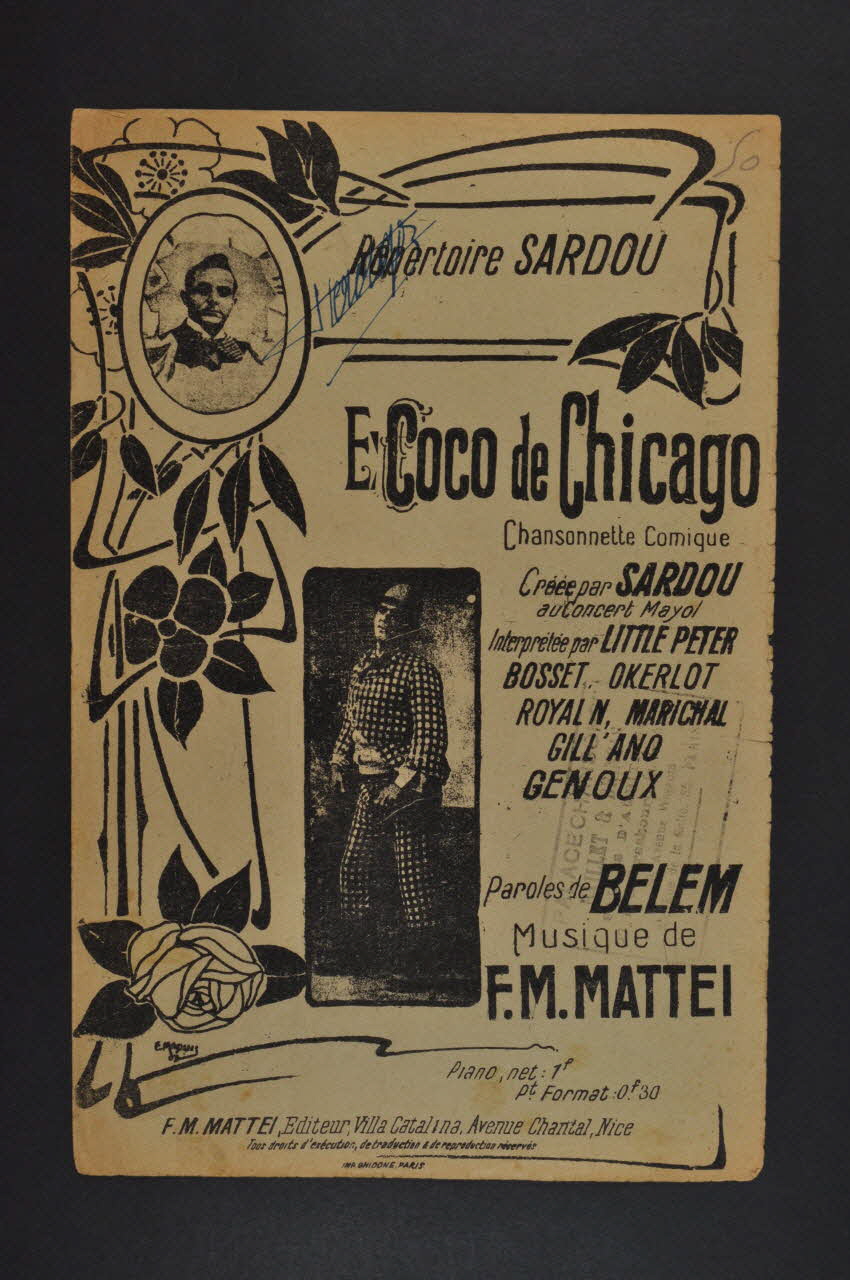 50
Répertoire SARDOU
Ex Coco de Chicago
Chansonnette Comique
Créée par SARDOU
au Concert Mayol
Interprétée par LITTLE PETER
BOSSET, OKERLOT
ROYAL N, MARICHAL
GILL'ANO
GENOUX
Paroles de BELEM
Musique de
F.M. MATTEI
Piano, net: 1f
Pt Format: 0f30
F.M. MATTEI, Editeur, Villa Catalina, Avenue Chantal, Nice
Tous droits d'exécution, de traduction & de reproduction réservés
IMP. GHIDONE, PARIS